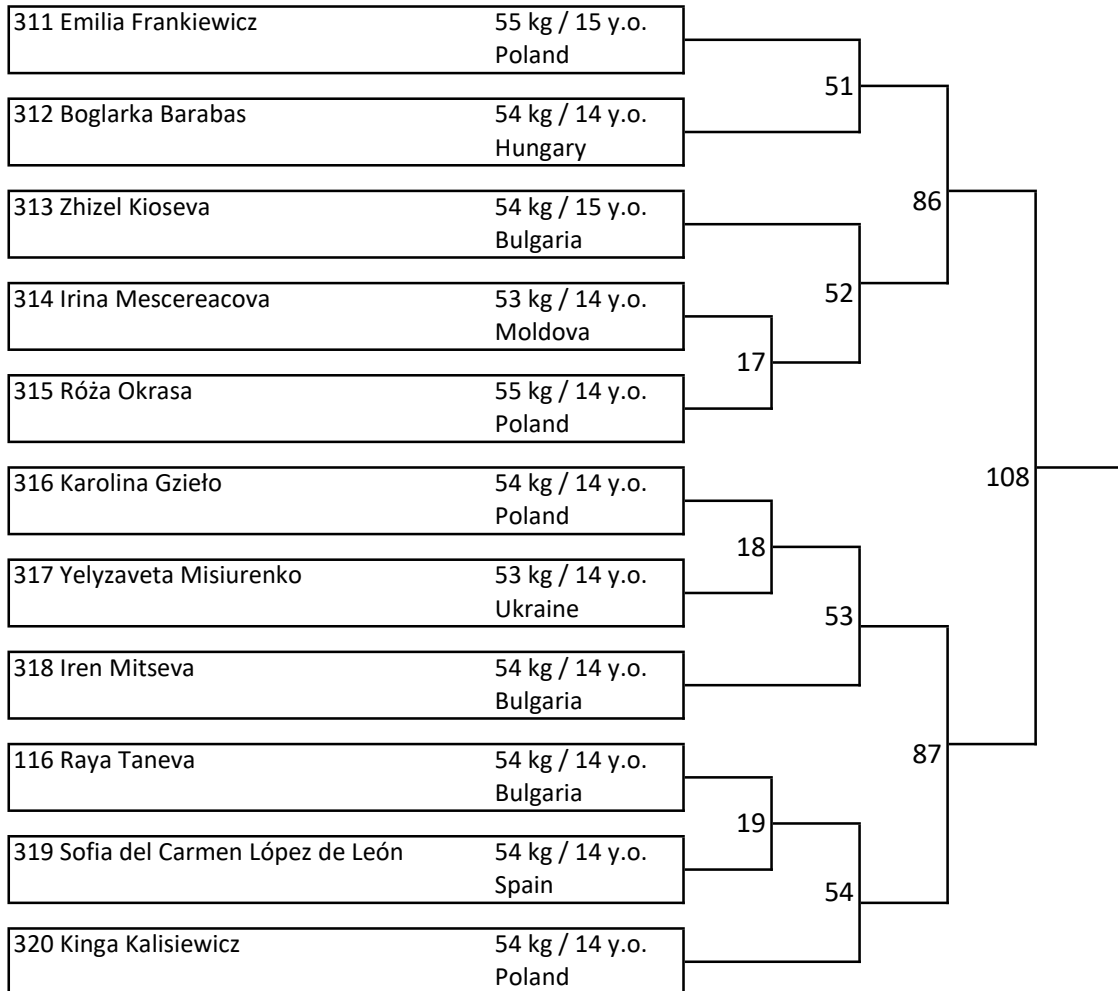 311 Emilia Frankiewicz 55 kg / 15 y.o.
Poland
51
312 Boglarka Barabas 54 kg / 14 y.o.
Hungary
313 Zhizel Kioseva 54 kg / 15 y.o.
86
Bulgaria
314 Irina Mescereacova 53 kg / 14 y.o.
52
Moldova
17
315 Róża Okrasa 55 kg / 14 y.o.
Poland
108
316 Karolina Gzieło 54 kg / 14 y.o.
Poland
18
317 Yelyzaveta Misiurenko 53 kg / 14 y.o.
Ukraine
53
318 Iren Mitseva 54 kg / 14 y.o.
Bulgaria
87
116 Raya Taneva 54 kg / 14 y.o.
Bulgaria
19
319 Sofia del Carmen López de León 54 kg / 14 y.o.
Spain
54
320 Kinga Kalisiewicz 54 kg / 14 y.o.
Poland